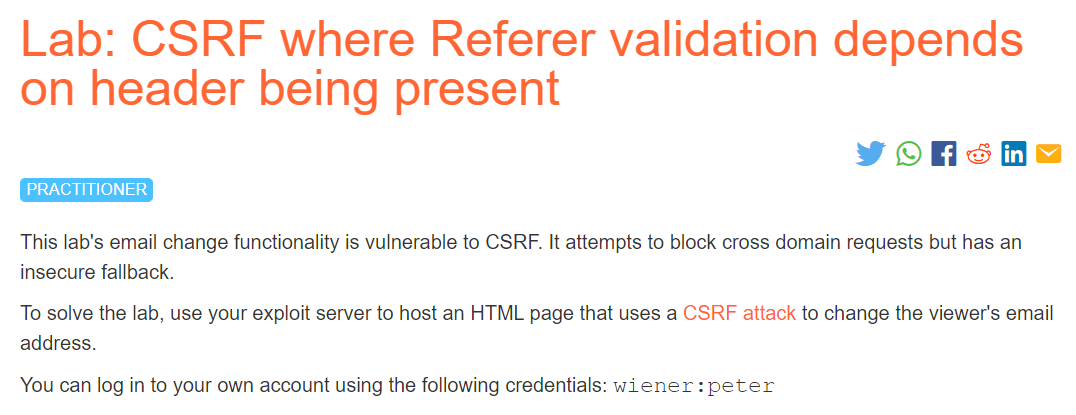 Lab: CSRF where Referer validation depends
on header being present
in
PRACTITIONER
This lab's email change functionality is vulnerable to CSRF. It attempts to block cross domain requests but has an
insecure fallback.
To solve the lab, use your exploit server to host an HTML page that uses a CSRF attack to change the viewer's email
address.
You can log in to your own account using the following credentials: wiener:peter